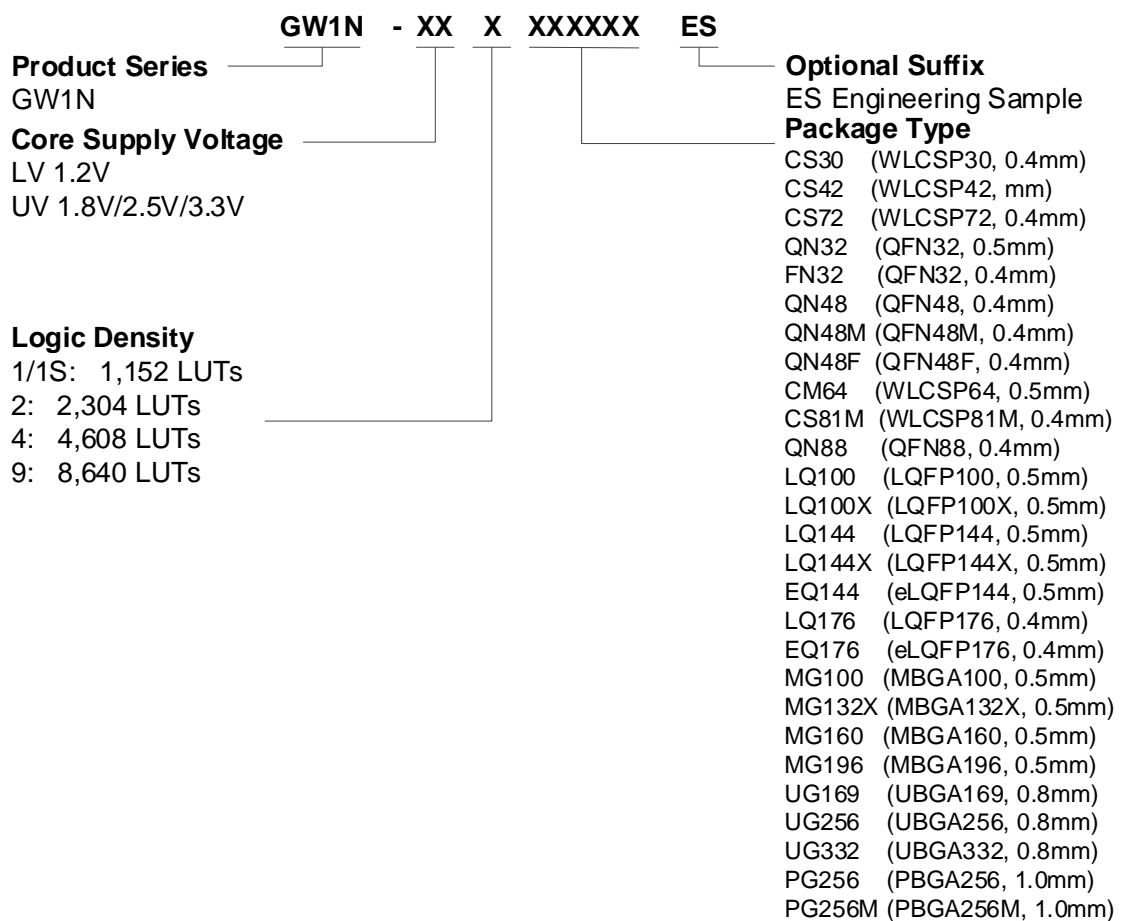 GW1N - XX X XXXXXX ES
Product Series
GW1N
Core Supply Voltage
LV 1.2V
UV 1.8V/2.5V/3.3V
Logic Density
1/1S: 1,152 LUTs
2: 2,304 LUTs
4: 4,608 LUTs
9: 8,640 LUTs
Optional Suffix
ES Engineering Sample
Package Type
CS30 (WLCSP30, 0.4mm)
CS42 (WLCSP42, mm)
CS72 (WLCSP72, 0.4mm)
QN32 (QFN32, 0.5mm)
FN32 (QFN32, 0.4mm)
QN48 (QFN48, 0.4mm)
QN48M (QFN48M, 0.4mm)
QN48F (QFN48F, 0.4mm)
CM64 (WLCSP64, 0.5mm)
CS81M (WLCSP81M, 0.4mm)
QN88 (QFN88, 0.4mm)
LQ100 (LQFP100, 0.5mm)
LQ100X (LQFP100X, 0.5mm)
LQ144 (LQFP144, 0.5mm)
LQ144X (LQFP144X, 0.5mm)
EQ144 (eLQFP144, 0.5mm)
LQ176 (LQFP176, 0.4mm)
EQ176 (eLQFP176, 0.4mm)
MG100 (MBGA100, 0.5mm)
MG132X (MBGA132X, 0.5mm)
MG160 (MBGA160, 0.5mm)
MG196 (MBGA196, 0.5mm)
UG169 (UBGA169, 0.8mm)
UG256 (UBGA256, 0.8mm)
UG332 (UBGA332, 0.8mm)
PG256 (PBGA256, 1.0mm)
PG256M (PBGA256M, 1.0mm)